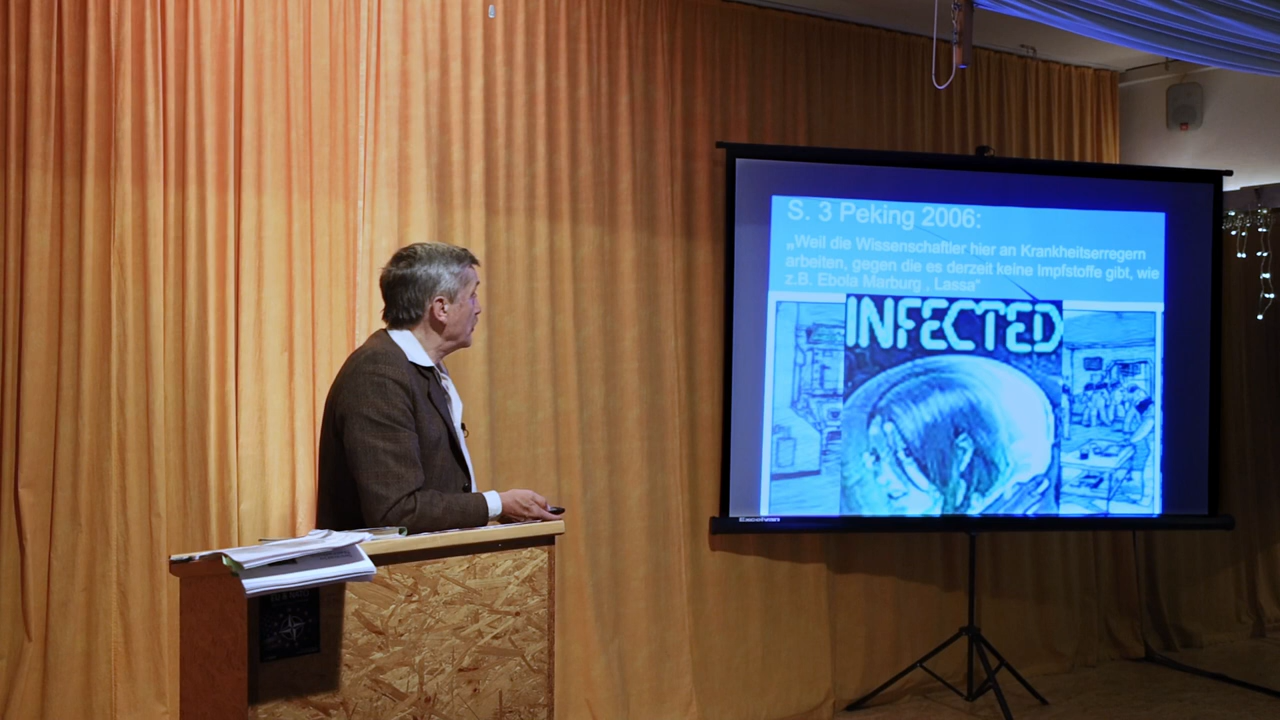 S. 3 Peking 2006:
„Weil die Wissenschaftler hier an Krankheitserregern
arbeiten, gegen die es derzeit keine Impfstoffe gibt, wie
z.B. Ebola Marburg , Lassa“
INFECTED